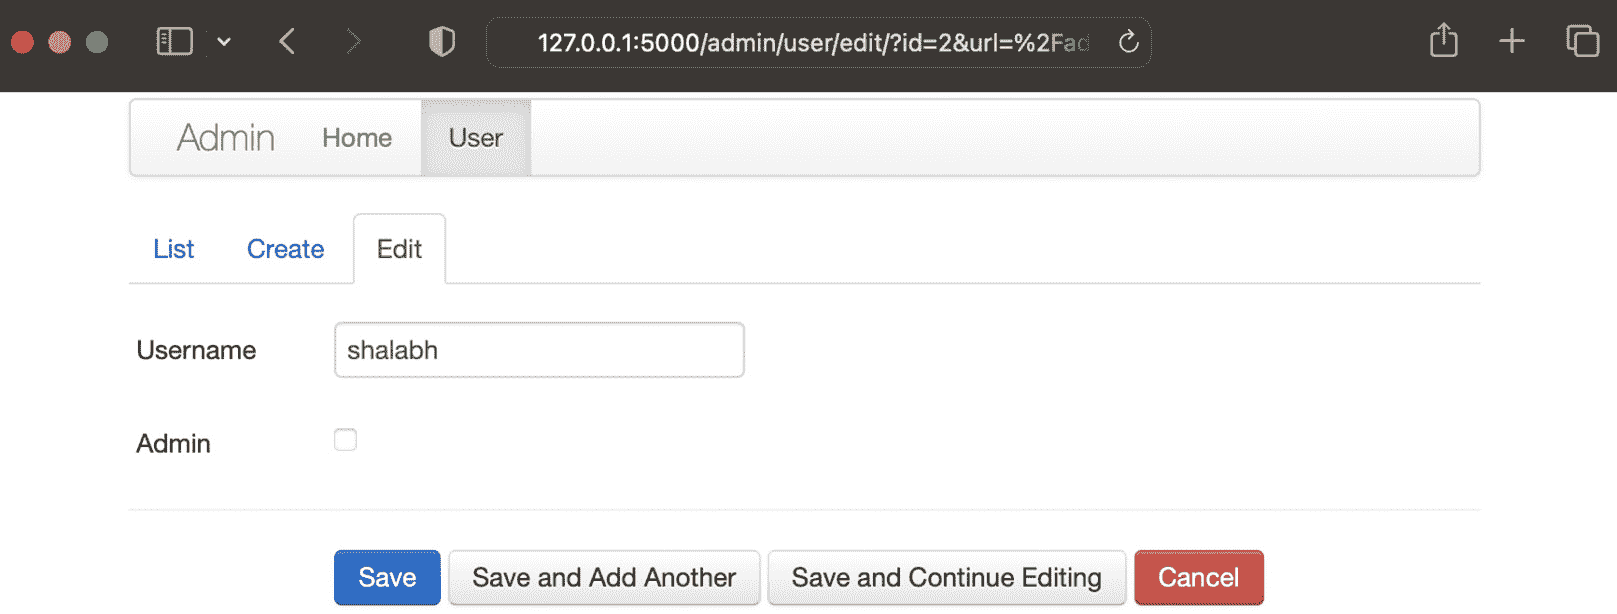 127.0.0.1:5000/admin/user/edit/?id=2&url=%2Fad
Admin Home User
List Create Edit
Username shalabh
Admin
Save Save and Add Another Save and Continue Editing Cancel